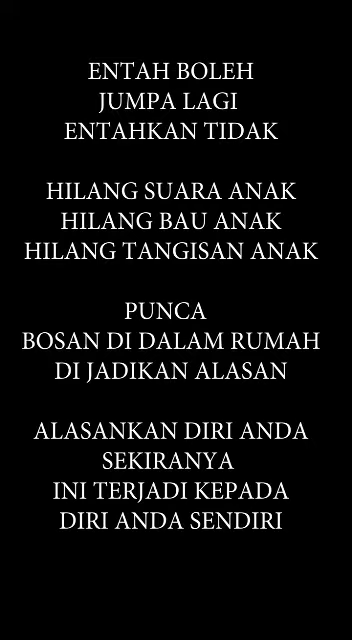 ENTAH BOLEH
JUMPA LAGI
ENTAHKAN TIDAK
HILANG SUARA ANAK
HILANG BAU ANAK
HILANG TANGISAN ANAK
PUNCA
BOSAN DI DALAM RUMAH
DI JADIKAN ALASAN
ALASANKAN DIRI ANDA
SEKIRANYA
INI TERJADI KEPADA
DIRI ANDA SENDIRI